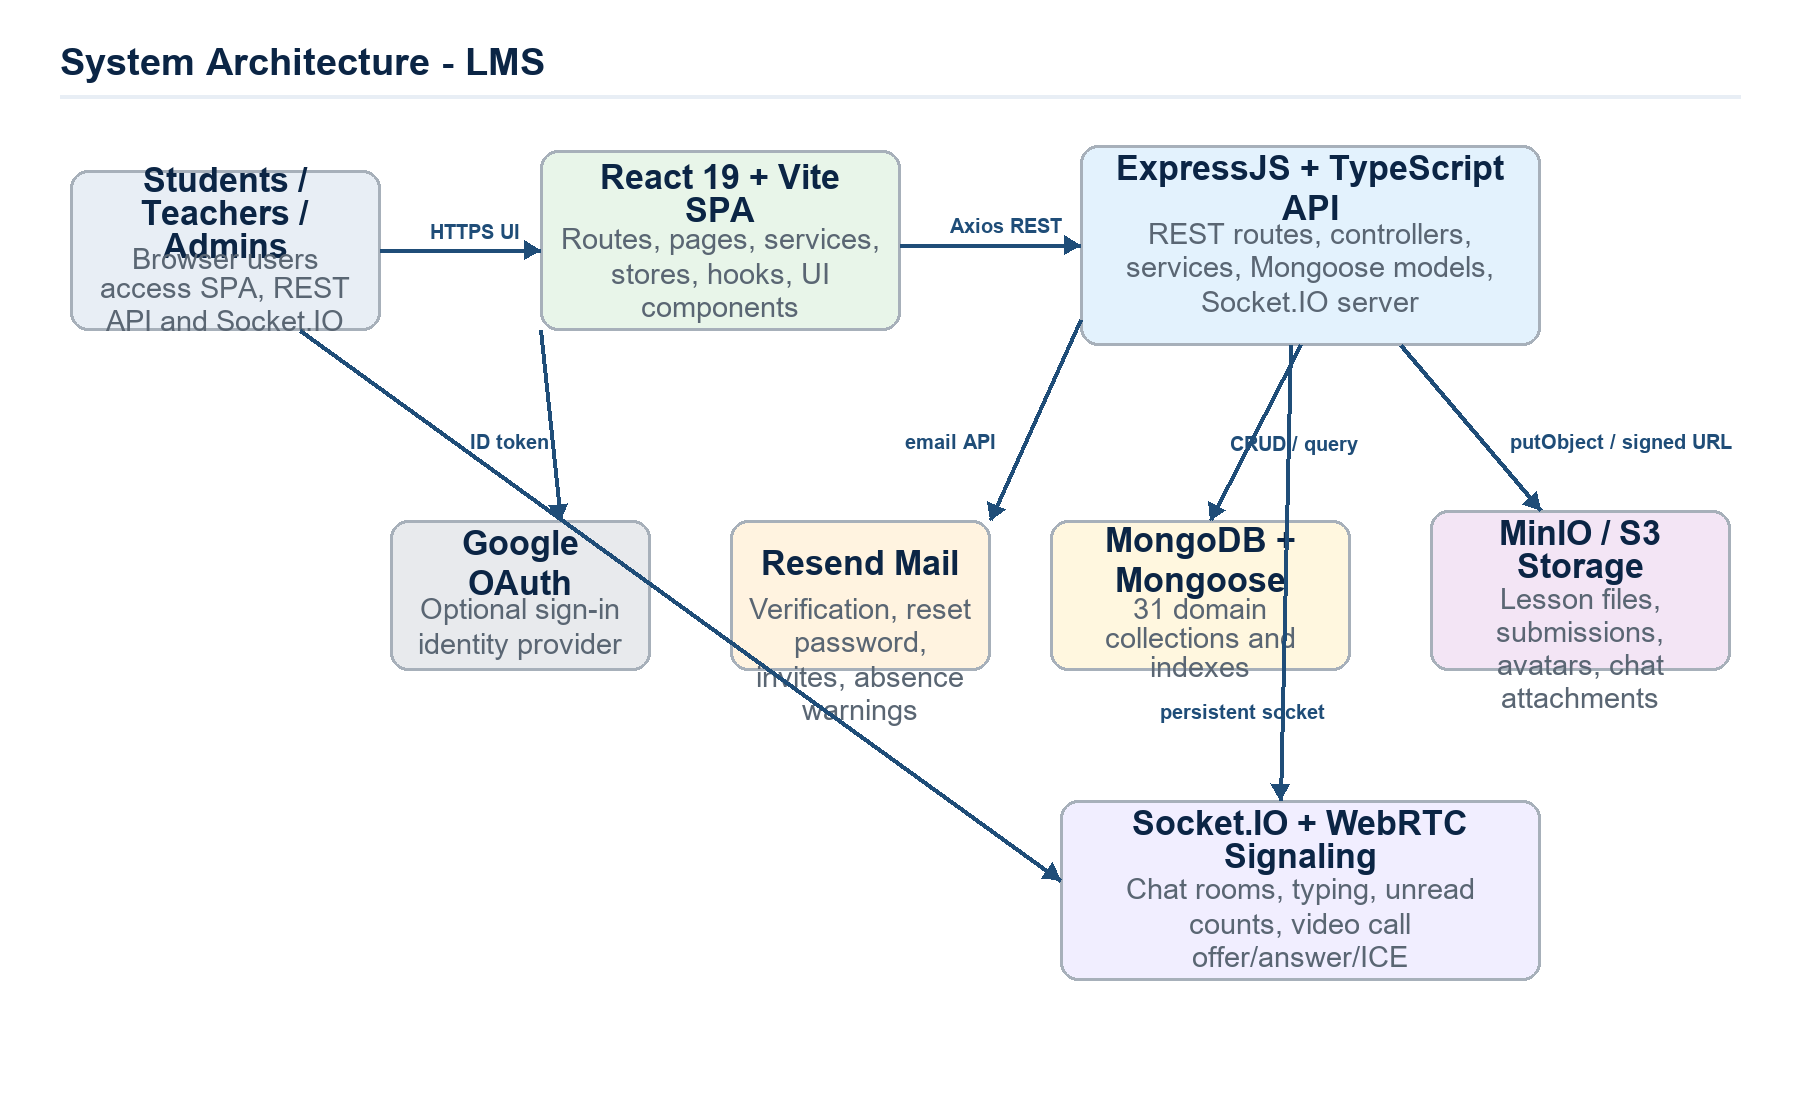 System Architecture - LMS
Students /
Teachers /
Admins
Browser users
access SPA, REST
API and Socket.IO
HTTPS UI
React 19 + Vite
SPA
Routes, pages, services,
stores, hooks, UI
components
Axios REST
ExpressJS + TypeScript
API
REST routes, controllers,
services, Mongoose models,
Socket.IO server
ID token
email API
CRUD / query
putObject / signed URL
Google
OAuth
Optional sign-in
identity provider
Resend Mail
Verification, reset
password,
invites, absence
warnings
MongoDB +
Mongoose
31 domain
collections and
indexes
MinIO / S3
Storage
Lesson files,
submissions,
avatars, chat
attachments
persistent socket
Socket.IO + WebRTC
Signaling
Chat rooms, typing, unread
counts, video call
offer/answer/ICE